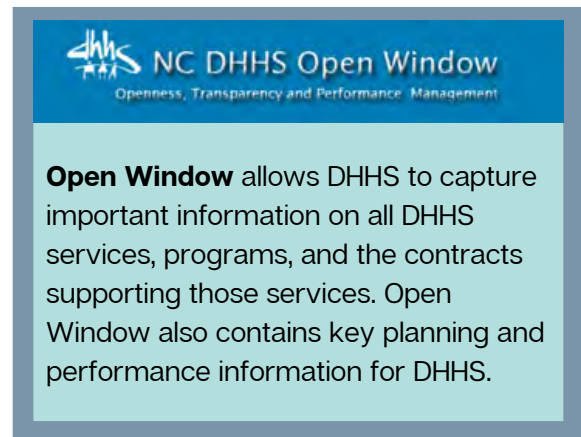 dhhs NC DHHS Open Window
Openness, Transparency and Performance Management
Open Window allows DHHS to capture
important information on all DHHS
services, programs, and the contracts
supporting those services. Open
Window also contains key planning and
performance information for DHHS.